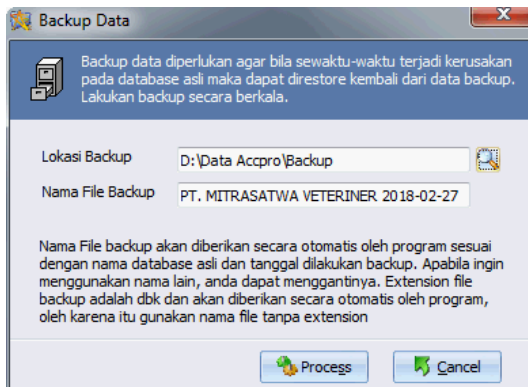 Backup Data
Backup data diperlukan agar bila sewaktu-waktu terjadi kerusakan
pada database asli maka dapat direstore kembali dari data backup.
Lakukan backup secara berkala.
Lokasi Backup D:\Data Accpro\Backup
Nama File Backup PT. MITRASATWA VETERINER 2018-02-27
Nama File backup akan diberikan secara otomatis oleh program sesuai
dengan nama database asli dan tanggal dilakukan backup. Apabila ingin
menggunakan nama lain, anda dapat menggantinya. Extension file
backup adalah dbk dan akan diberikan secara otomatis oleh program,
oleh karena itu gunakan nama file tanpa extension
Process Cancel